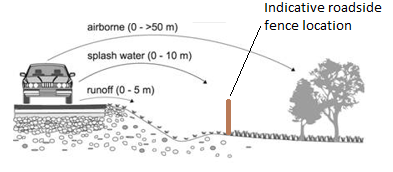 Indicative roadside
fence location
airborne (0 - >50 m)
splash water (0 - 10 m)
runoff (0 - 5 m)